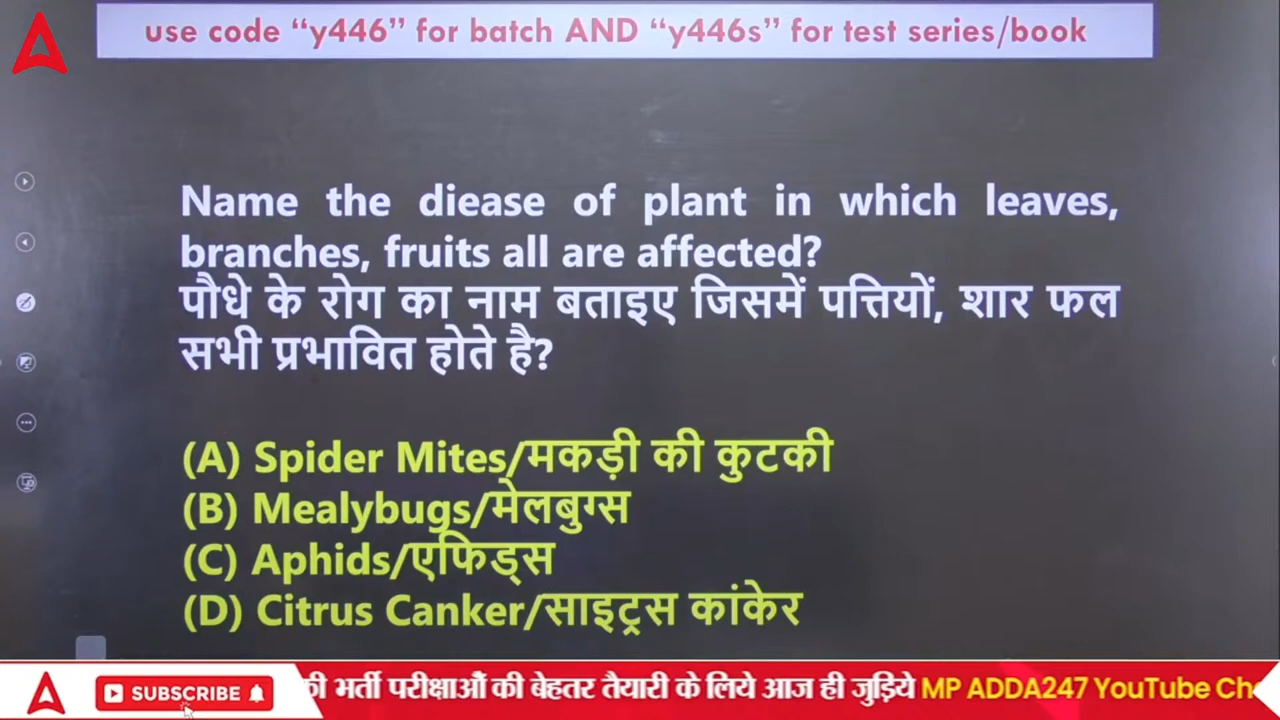 use code “y446” for batch AND “y446s” for test series/book
Name the diease of plant in which leaves,
branches, fruits all are affected?
पौधे के रोग का नाम बताइए जिसमें पत्तियों, शार फल
सभी प्रभावित होते है?
(A) Spider Mites/मकड़ी की कुटकी
(B) Mealybugs/मेलबुग्स
(C) Aphids/एफिड्स
(D) Citrus Canker/साइट्रस कांकेर
SUBSCRIBE
की भर्ती परीक्षाओं की बेहतर तैयारी के लिये आज ही जुड़िये MP ADDA247 YouTube Ch